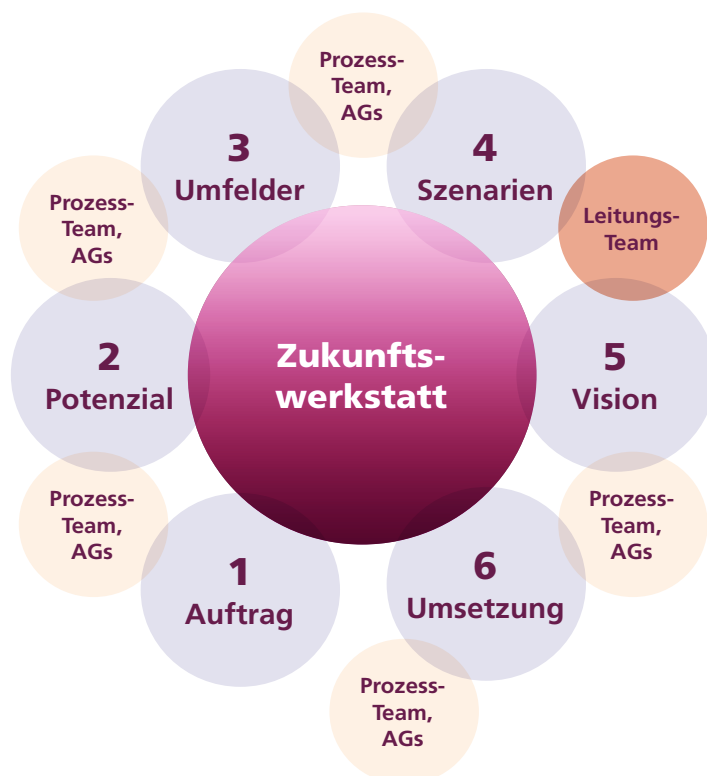 Prozess-
Team,
AGs
3
Umfelder
4
Szenarien
Prozess-
Team,
AGs
Leitungs-
Team
2
Potenzial
Zukunfts-
werkstatt
5
Vision
Prozess-
Team,
AGs
Prozess-
Team,
AGs
1
Auftrag
6
Umsetzung
Prozess-
Team,
AGs